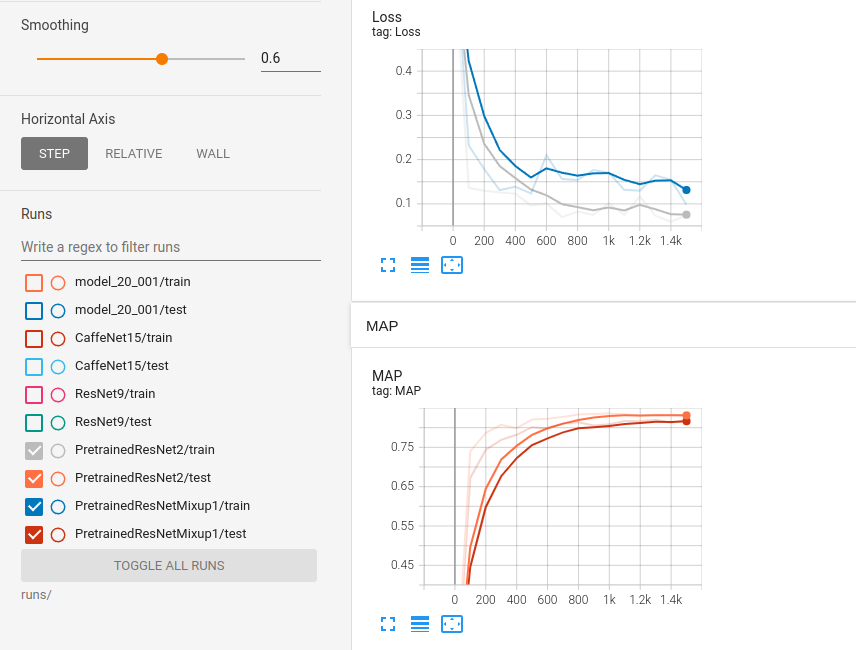 Smoothing
0.6
Horizontal Axis
STEP RELATIVE WALL
Runs
Write a regex to filter runs
model_20_001/train
model_20_001/test
CaffeNet15/train
CaffeNet15/test
ResNet9/train
ResNet9/test
PretrainedResNet2/train
PretrainedResNet2/test
PretrainedResNetMixup1/train
PretrainedResNetMixup1/test
TOGGLE ALL RUNS
runs/
Loss
tag: Loss
0.4
0.3
0.2
0.1
0 200 400 600 800 1k 1.2k 1.4k
MAP
MAP
tag: MAP
0.75
0.65
0.55
0.45
0 200 400 600 800 1k 1.2k 1.4k